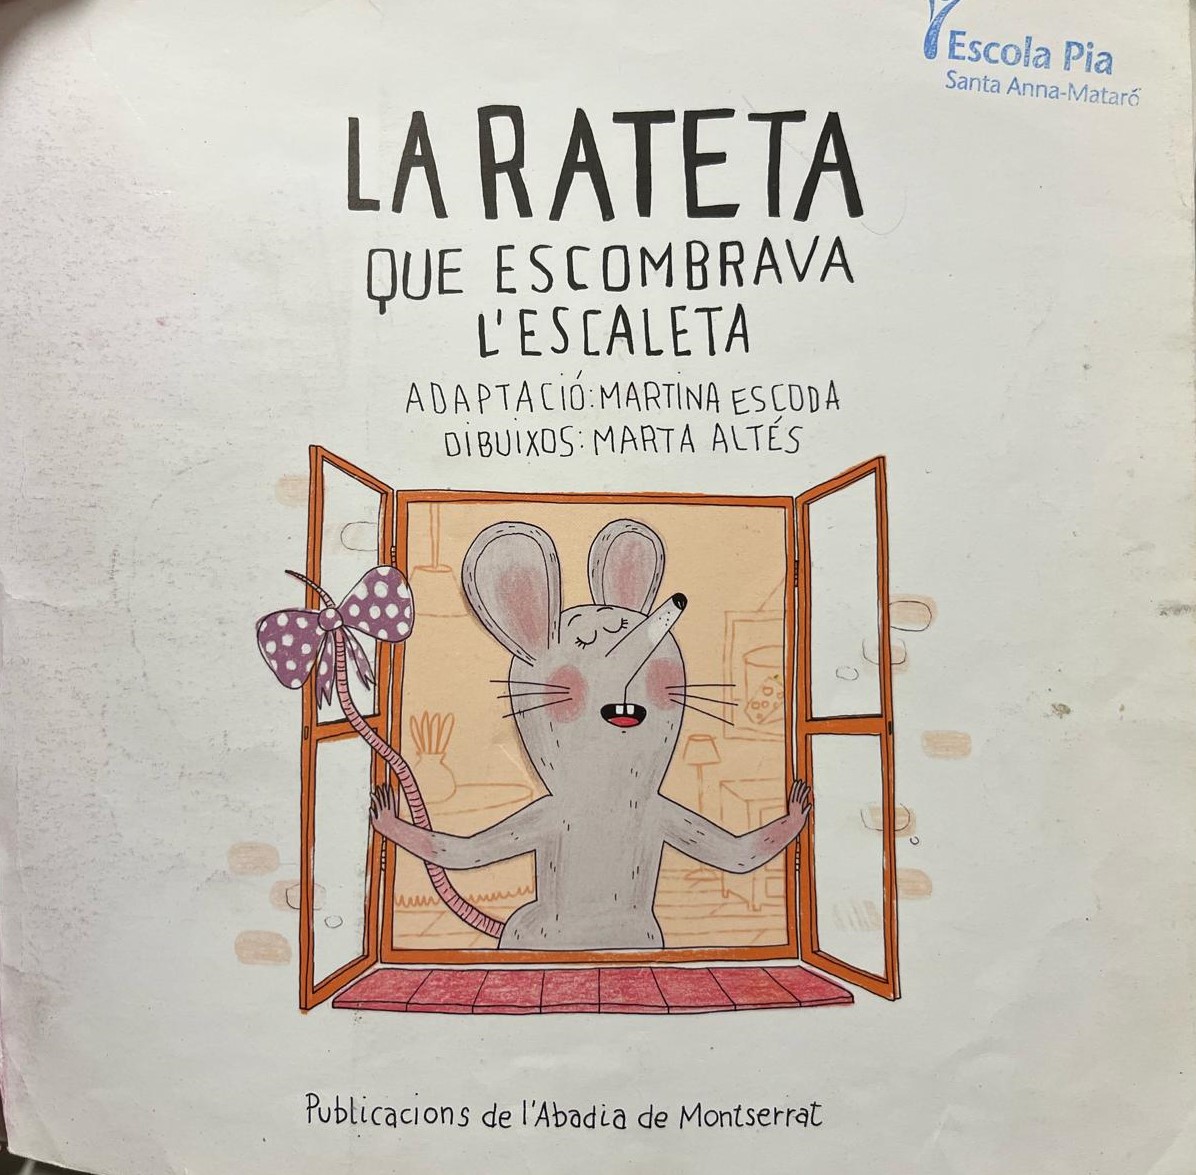 Escola Pia
Santa Anna-Mataró
LA RATETA
QUE ESCOMBRAVA
L'ESCALETA
ADAPTACIÓ: MARTINA ESCODA
DIBUIXOS: MARTA ALTÉS
Publicacions de l'Abadia de Montserrat